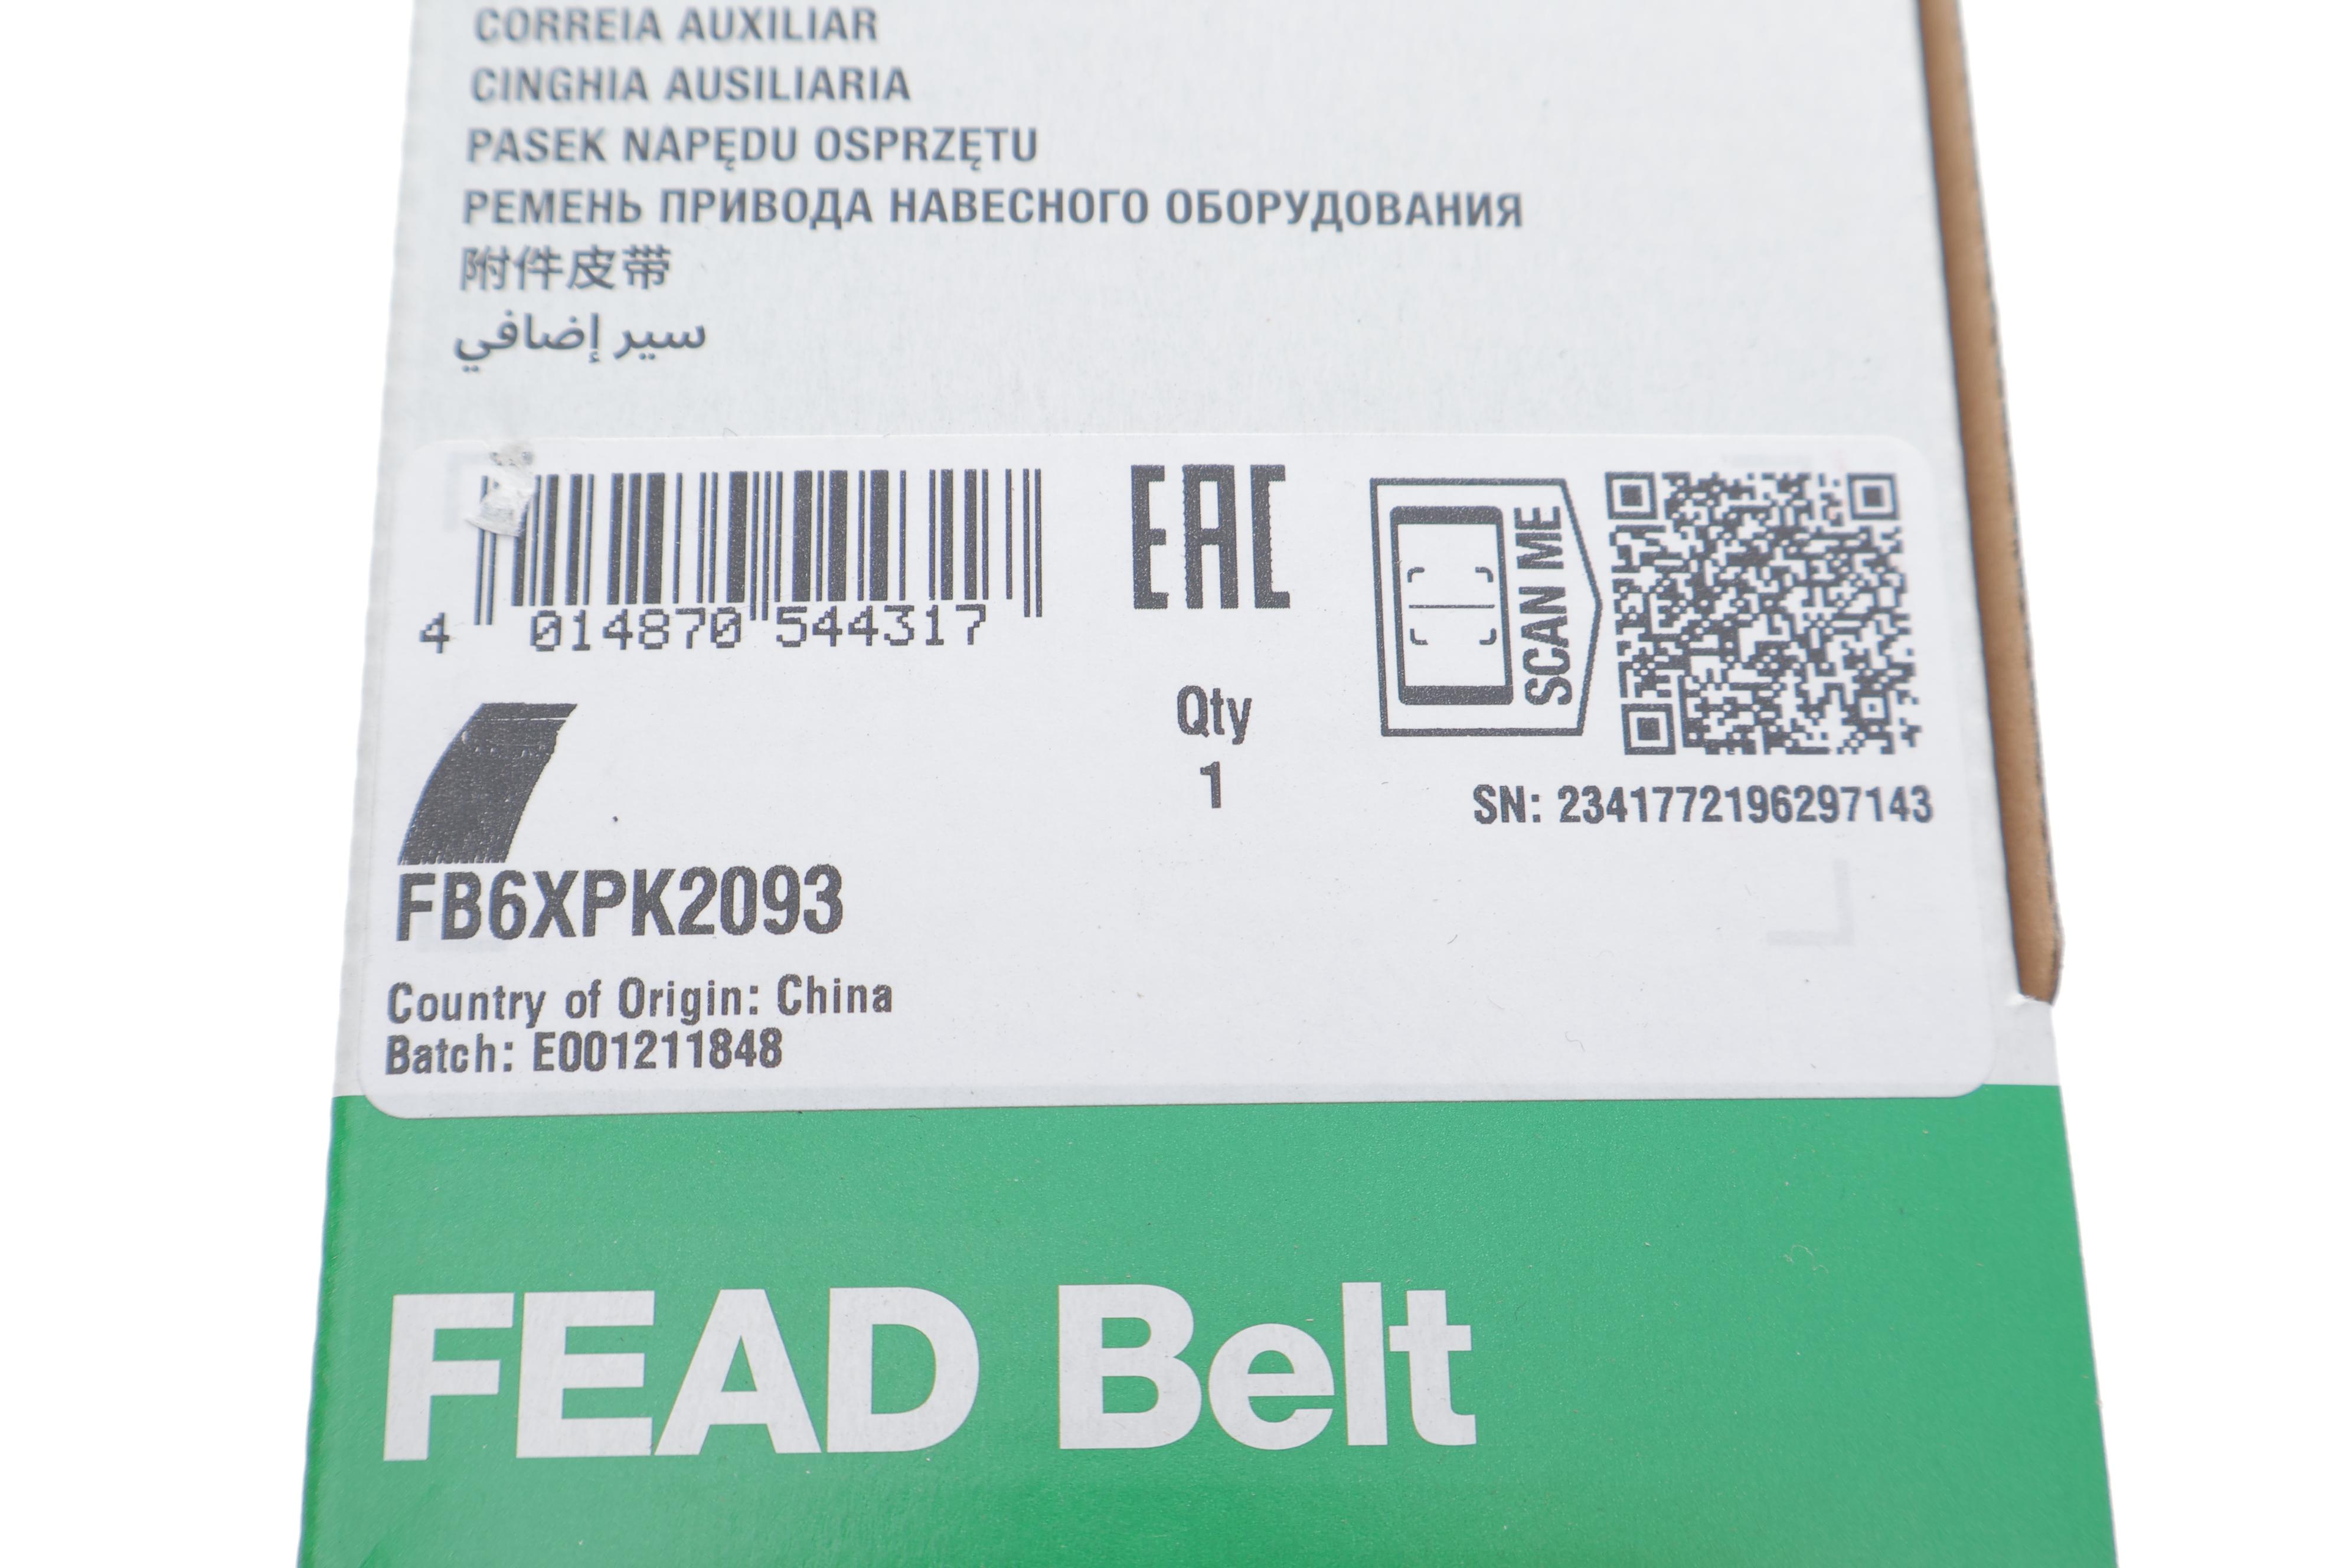 CORREIA AUXILIAR
CINGHIA AUSILIARIA
PASEK NAPĘDU OSPRZĘTU
РЕМЕНЬ ПРИВОДА НАВЕСНОГО ОБОРУДОВАНИЯ
附件皮带
سير إضافي
4 014870 544317
EAC
SCAN ME
Qty
1
SN: 2341772196297143
FB6XPK2093
Country of Origin: China
Batch: E001211848
FEAD Belt